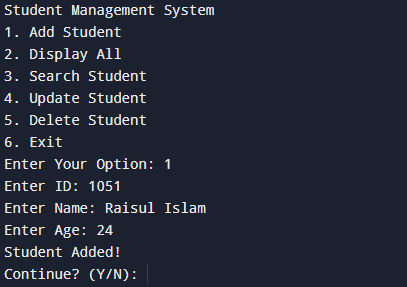 Student Management System
1. Add Student
2. Display All
3. Search Student
4. Update Student
5. Delete Student
6. Exit
Enter Your Option: 1
Enter ID: 1051
Enter Name: Raisul Islam
Enter Age: 24
Student Added!
Continue? (Y/N):